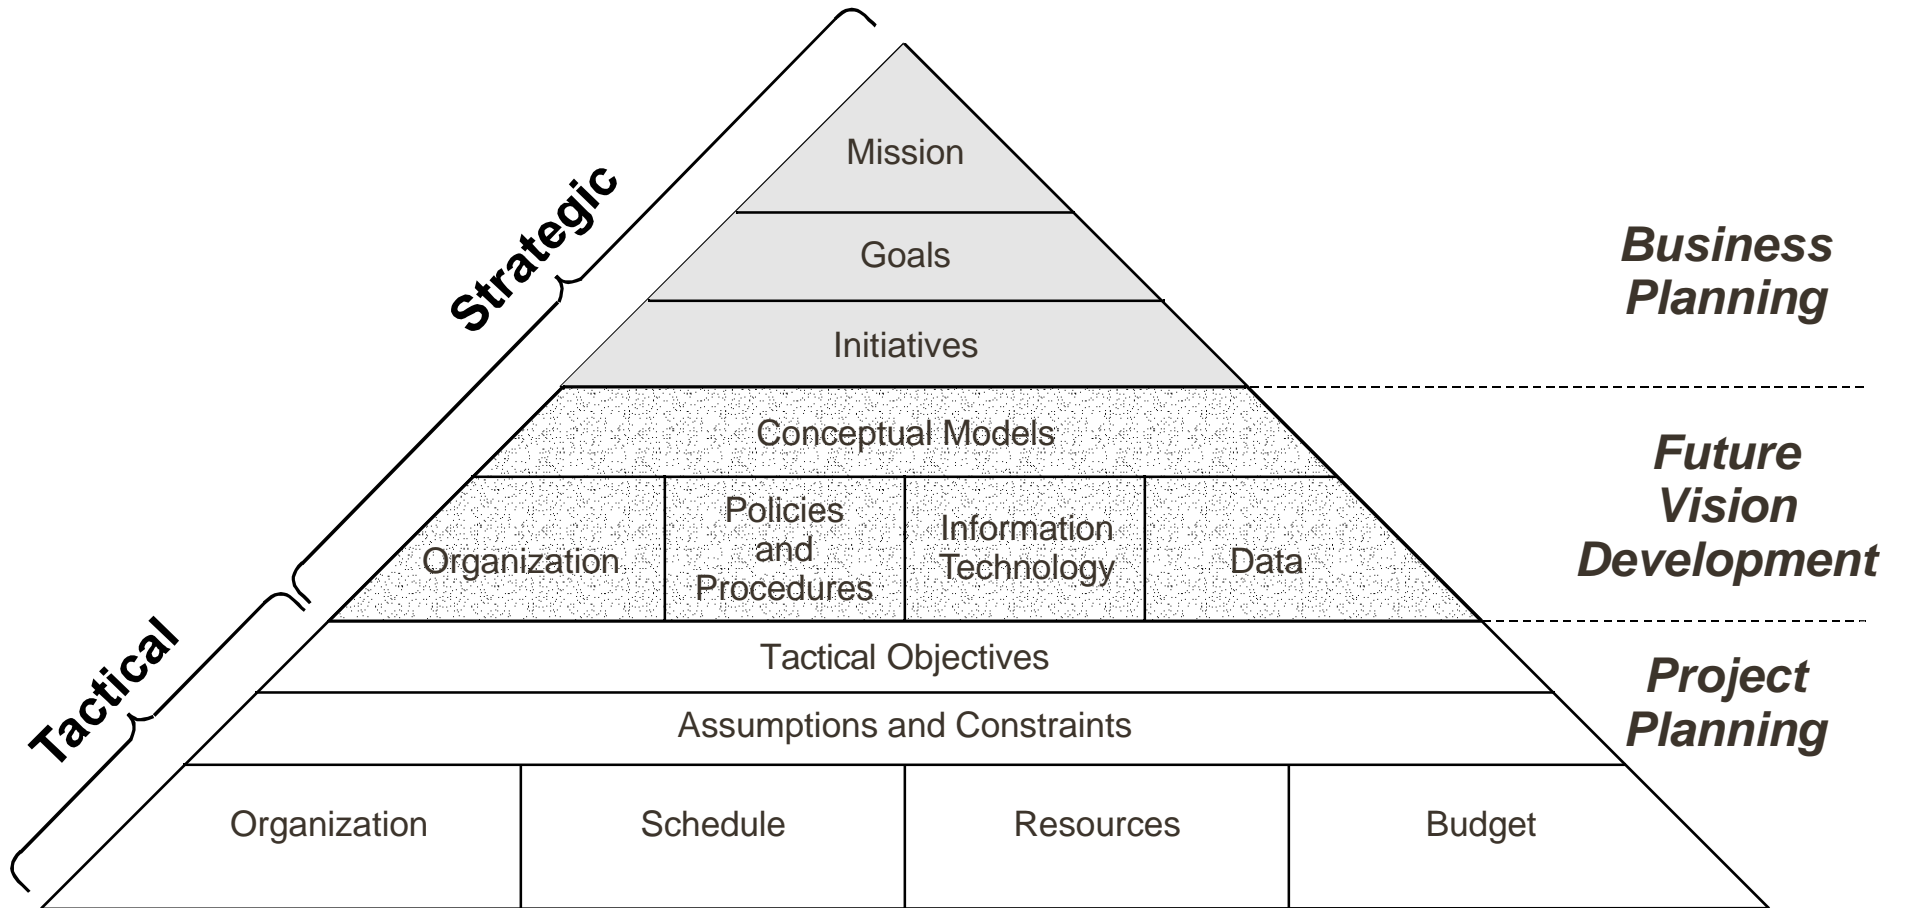 Strategic
Mission
Goals
Initiatives
Business
Planning
Conceptual Models
Organization
Policies
and
Procedures
Information
Technology
Data
Future
Vision
Development
Tactical
Tactical Objectives
Assumptions and Constraints
Organization
Schedule
Resources
Budget
Project
Planning